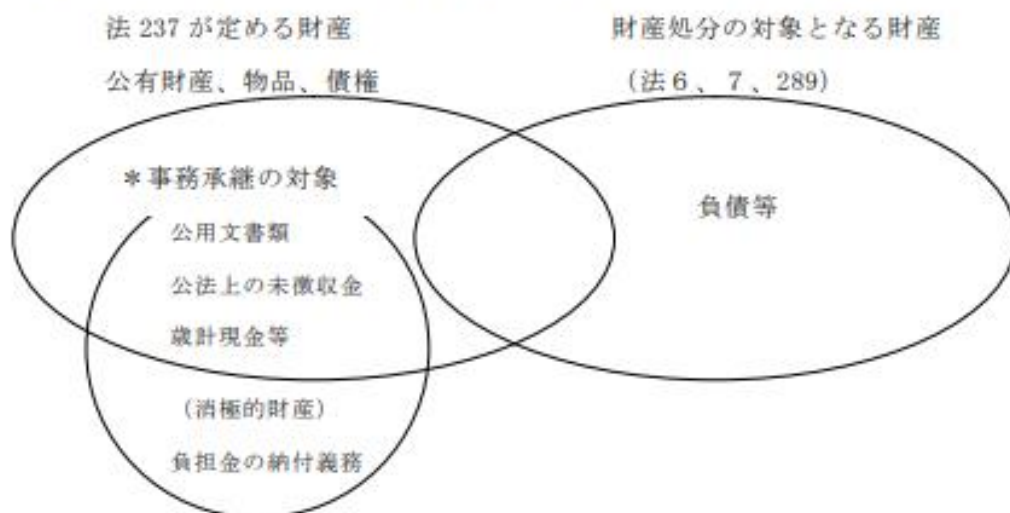 法 237 が定める財産
公有財産、物品、債権
財産処分の対象となる財産
(法６、７、289)
＊事務承継の対象
公用文書類
公法上の未徴収金
歳計現金等
(消極的財産)
負担金の納付義務
負債等